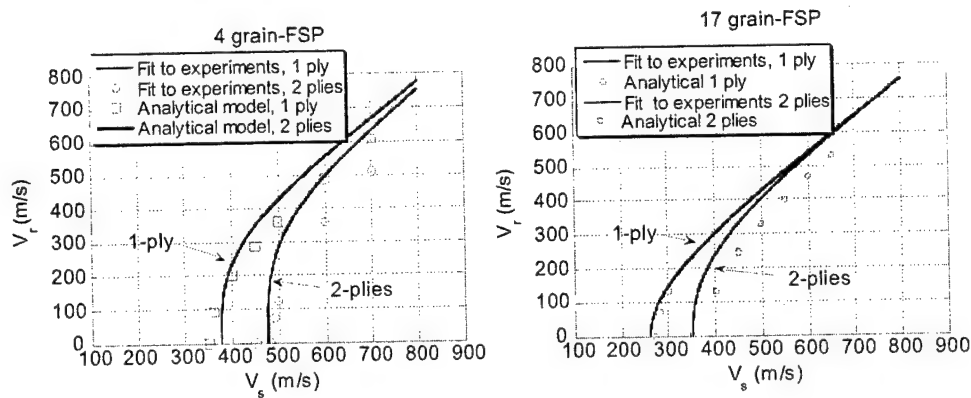 4 grain-FSP
Fit to experiments, 1 ply
Fit to experiments, 2 plies
Analytical model, 1 ply
Analytical model, 2 plies
800
700
600
500
400
300
200
100
0
V_r (m/s)
1-ply
2-plies
100 200 300 400 500 600 700 800 900
V_s (m/s)
17 grain-FSP
Fit to experiments, 1 ply
Analytical 1 ply
Fit to experiments 2 plies
Analytical 2 plies
800
700
600
500
400
300
200
100
0
V_r (m/s)
1-ply
2-plies
100 200 300 400 500 600 700 800 900
V_s (m/s)